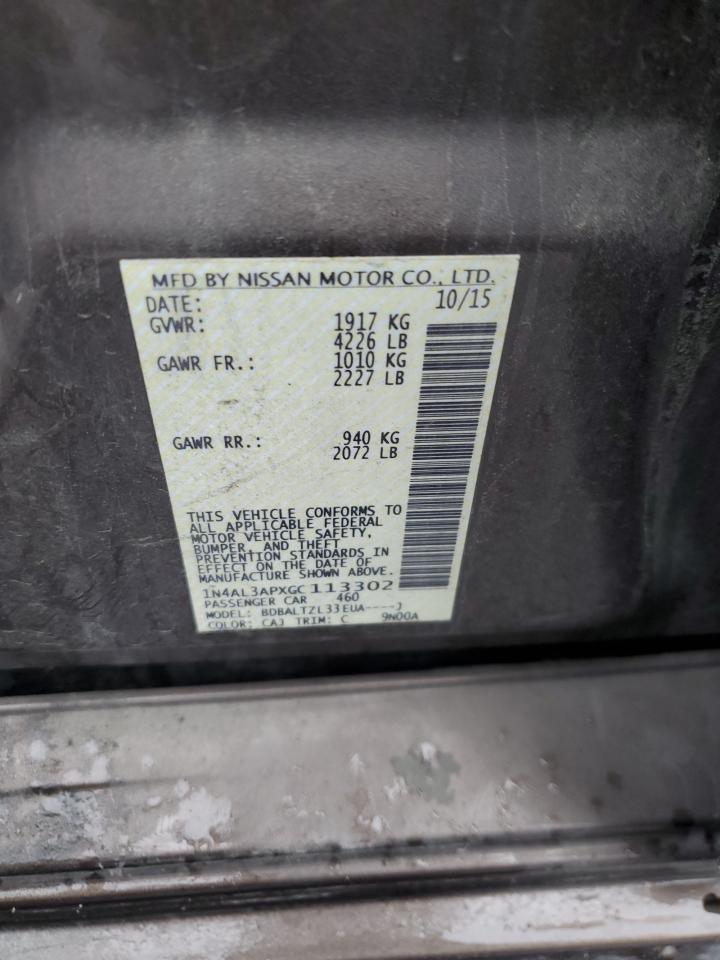 MFD BY NISSAN MOTOR CO., LTD.
DATE: 10/15
GVWR: 1917 KG
4226 LB
GAWR FR.: 1010 KG
2227 LB
GAWR RR.: 940 KG
2072 LB
THIS VEHICLE CONFORMS TO
ALL APPLICABLE FEDERAL
MOTOR VEHICLE SAFETY,
BUMPER, AND THEFT
PREVENTION STANDARDS IN
EFFECT ON THE DATE OF
MANUFACTURE SHOWN ABOVE.
1N4AL3APXGC113302
PASSENGER CAR 460
MODEL: BDBALTZL33EUA----J
COLOR: CAJ TRIM: C 9N00A